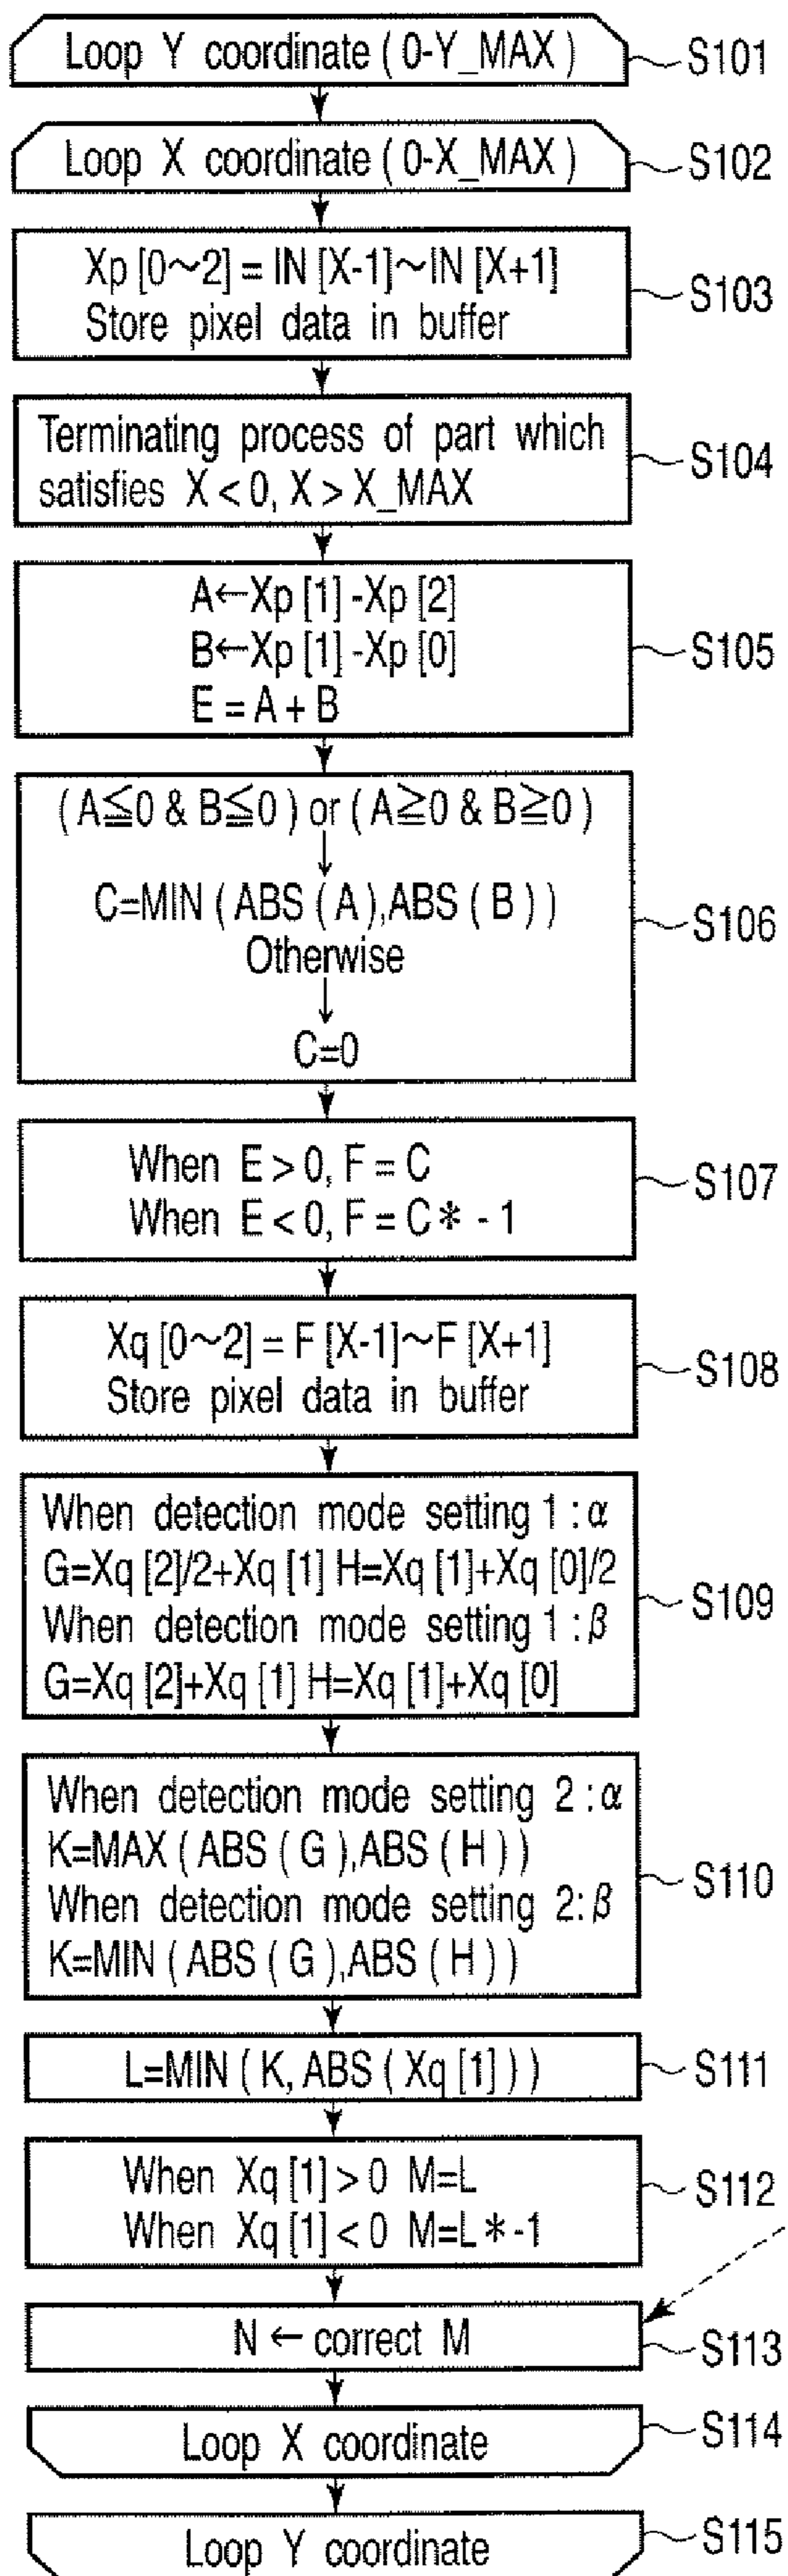 Loop Y coordinate ( 0-Y_MAX ) S101
Loop X coordinate ( 0-X_MAX ) S102
Xp [0~2] = IN [X-1]~IN [X+1]
Store pixel data in buffer
S103
Terminating process of part which
satisfies X < 0, X > X_MAX
S104
A←Xp [1] -Xp [2]
B←Xp [1] -Xp [0]
E = A + B
S105
( A≦0 & B≦0 ) or ( A≧0 & B≧0 )
↓
C=MIN ( ABS ( A ),ABS ( B ) )
Otherwise
↓
C=0
S106
When E > 0, F = C
When E < 0, F = C * - 1
S107
Xq [0~2] = F [X-1]~F [X+1]
Store pixel data in buffer
S108
When detection mode setting 1 : α
G=Xq [2]/2+Xq [1] H=Xq [1]+Xq [0]/2
When detection mode setting 1 : β
G=Xq [2]+Xq [1] H=Xq [1]+Xq [0]
S109
When detection mode setting 2 : α
K=MAX ( ABS ( G ),ABS ( H ) )
When detection mode setting 2: β
K=MIN ( ABS ( G ),ABS ( H ) )
S110
L=MIN ( K, ABS ( Xq [1] ) ) S111
When Xq [1] > 0 M=L
When Xq [1] < 0 M=L * -1
S112
N ← correct M S113
Loop X coordinate S114
Loop Y coordinate S115